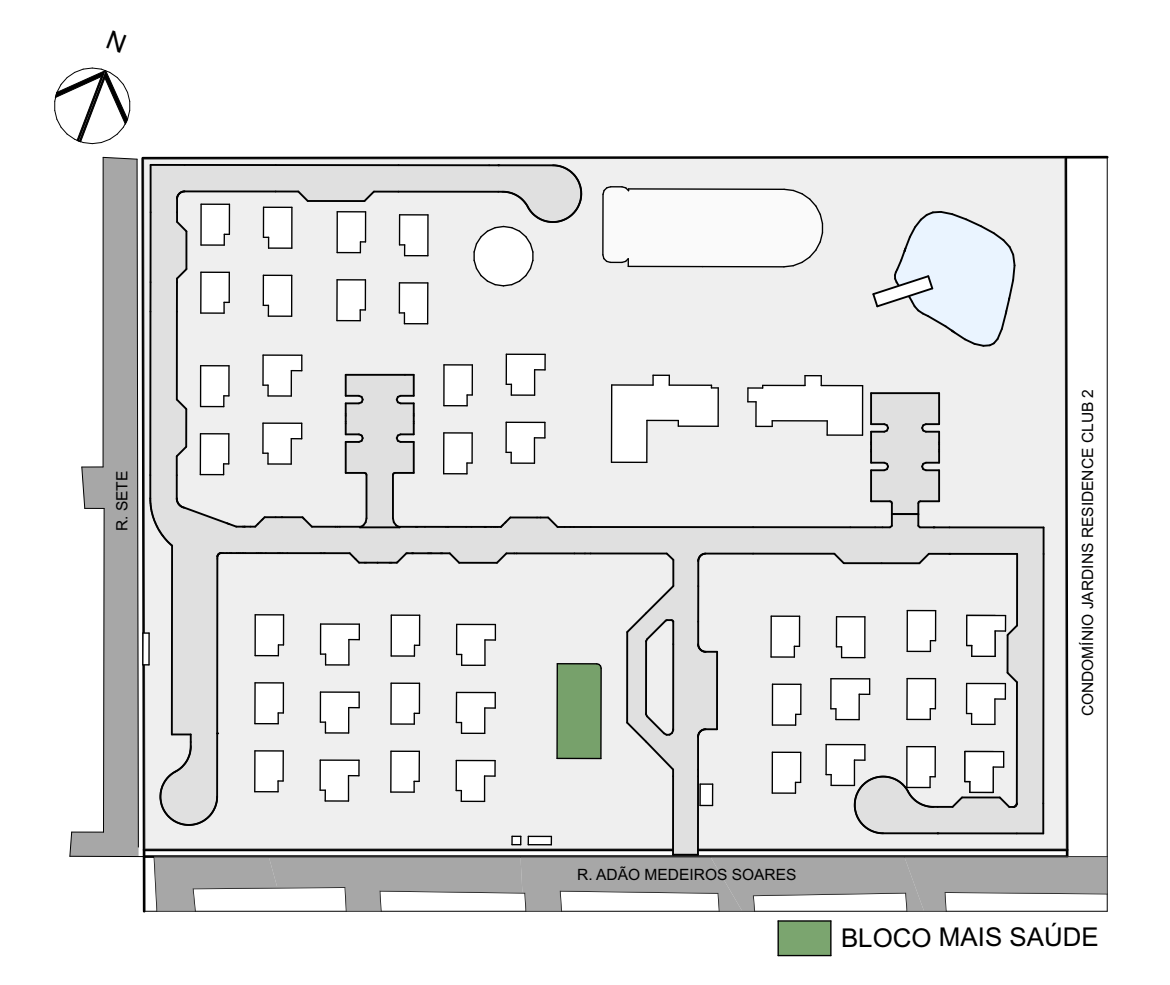 N
R. SETE
CONDOMÍNIO JARDINS RESIDENCE CLUB 2
R. ADÃO MEDEIROS SOARES
BLOCO MAIS SAÚDE